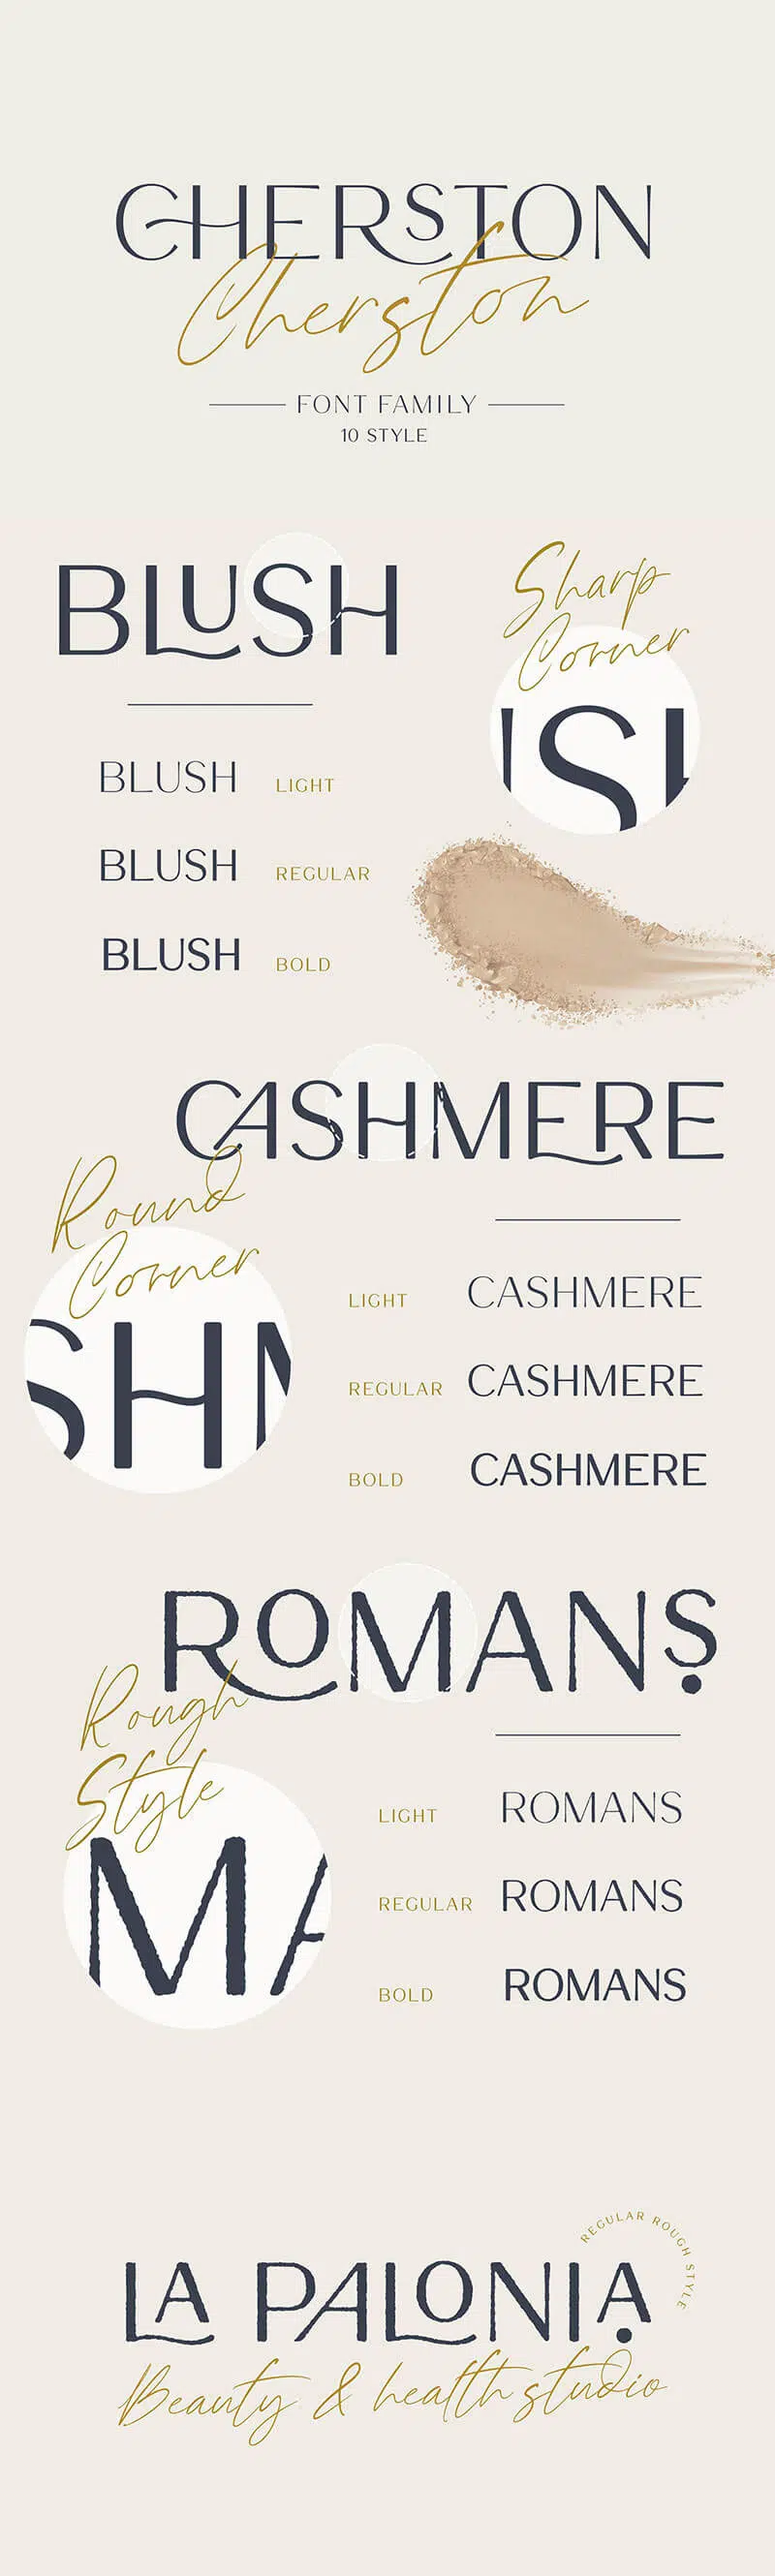 CHERSTON
Cherston
FONT FAMILY
10 STYLE
BLUSH
Sharp
Corner
USH
BLUSH LIGHT
BLUSH REGULAR
BLUSH BOLD
CASHMERE
Round
Corner
SHM
LIGHT CASHMERE
REGULAR CASHMERE
BOLD CASHMERE
ROMANS
Rough
Style
MA
LIGHT ROMANS
REGULAR ROMANS
BOLD ROMANS
REGULAR ROUGH STYLE
LA PALONIA
Beauty & health studio